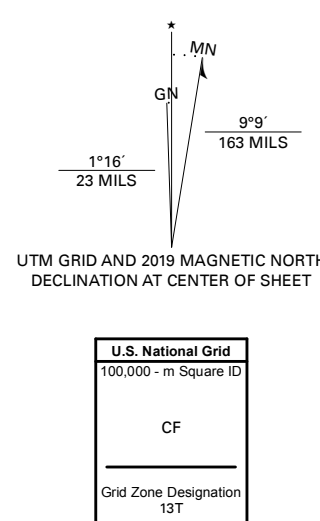 ★
MN
GN
9°9´
163 MILS
1°16´
23 MILS
UTM GRID AND 2019 MAGNETIC NORTH
DECLINATION AT CENTER OF SHEET
U.S. National Grid
100,000 - m Square ID
CF
Grid Zone Designation
13T